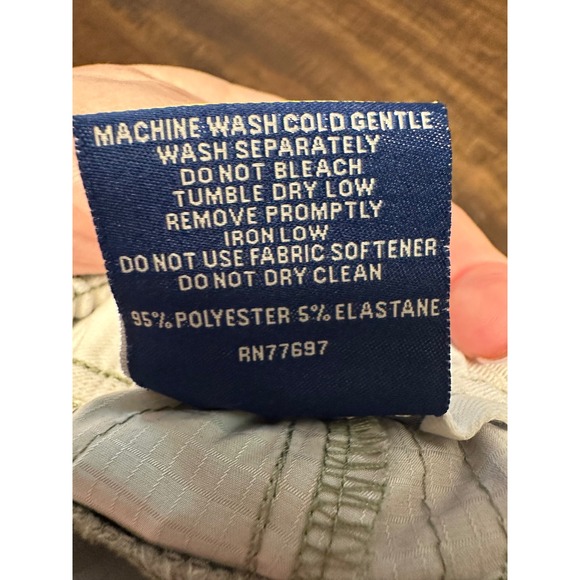 MACHINE WASH COLD GENTLE
WASH SEPARATELY
DO NOT BLEACH
TUMBLE DRY LOW
REMOVE PROMPTLY
IRON LOW
DO NOT USE FABRIC SOFTENER
DO NOT DRY CLEAN
95% POLYESTER 5% ELASTANE
RN77697